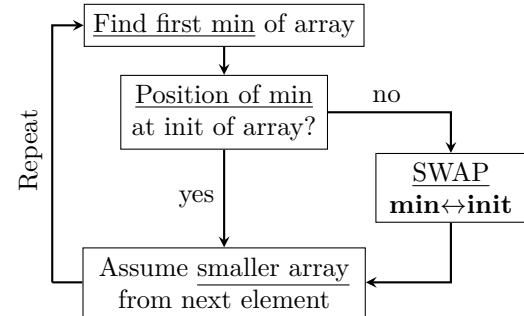 Find first min of array
Position of min
at init of array?
no
yes
SWAP
min↔init
Assume smaller array
from next element
Repeat